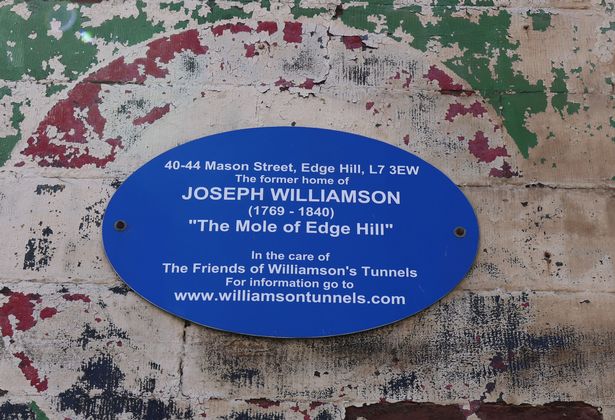 40-44 Mason Street, Edge Hill, L7 3EW
The former home of
JOSEPH WILLIAMSON
(1769 - 1840)
"The Mole of Edge Hill"
In the care of
The Friends of Williamson's Tunnels
For information go to
www.williamsontunnels.com